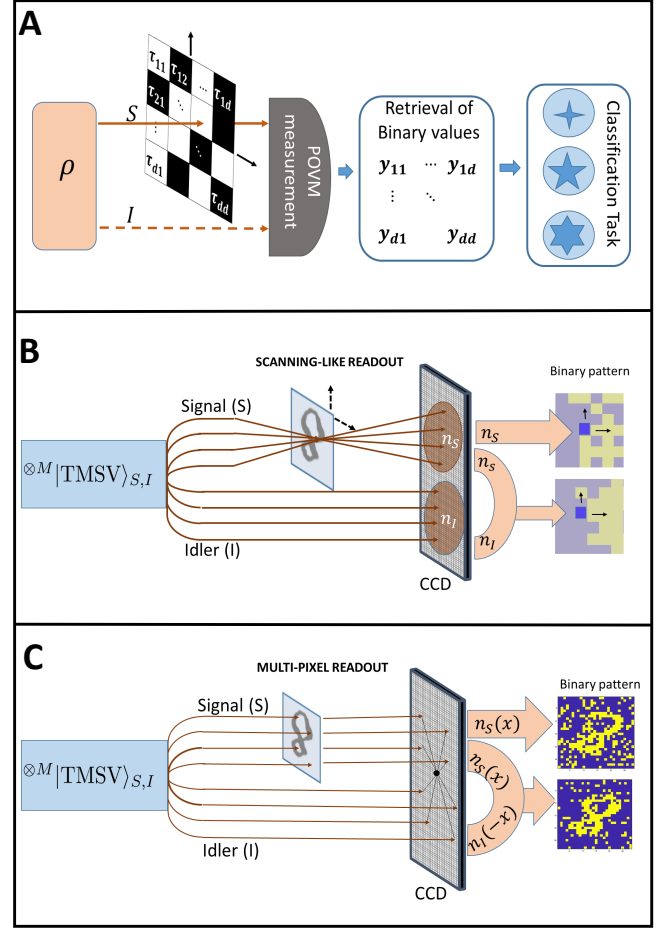 A
τ₁₁ τ₁₂ ... τ₁d
τ₂₁ ⋱
⋮ ⋱
τd₁ τdd
ρ
S
I
POVM
measurement
Retrieval of
Binary values
y₁₁ ... y₁d
⋮ ⋱
yd₁ ydd
Classification Task
B
SCANNING-LIKE READOUT
Signal (S)
⊗M|TMSV⟩S,I
Idler (I)
nS
nI
CCD
Binary pattern
nS
nS
nI
C
MULTI-PIXEL READOUT
Signal (S)
⊗M|TMSV⟩S,I
Idler (I)
CCD
Binary pattern
nS(x)
nS(x)
nI(−x)